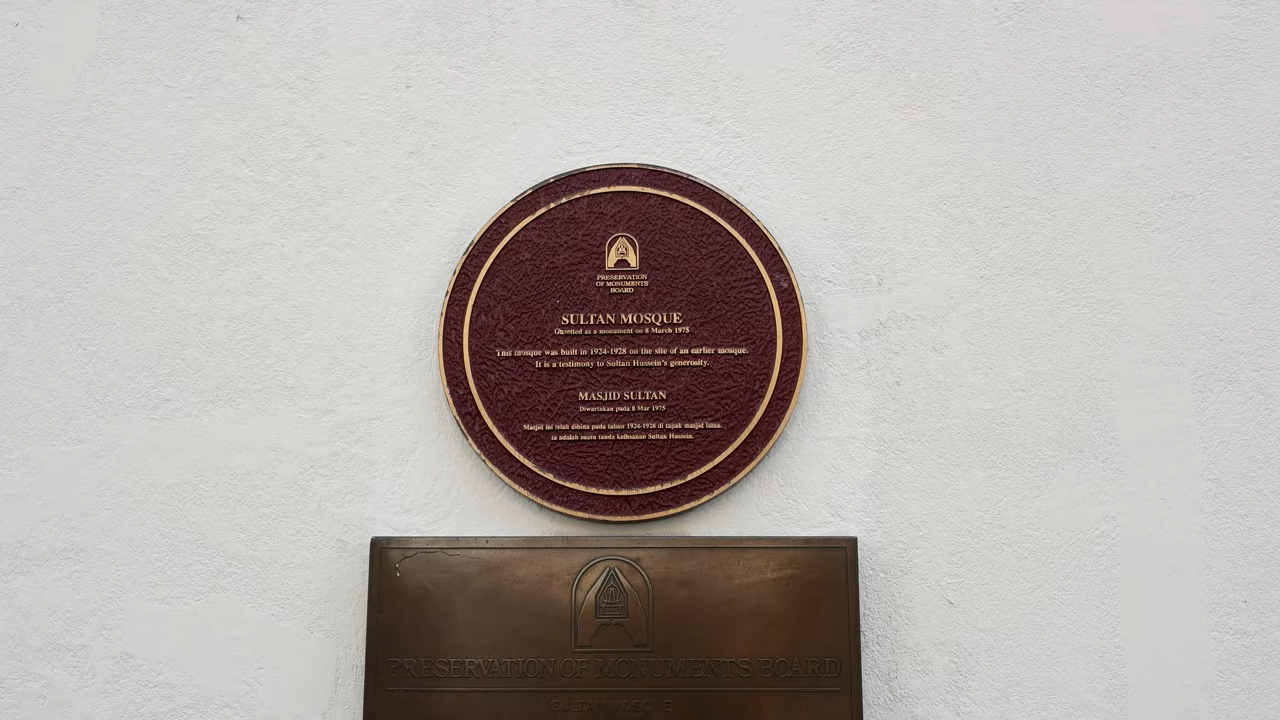 PRESERVATION
OF MONUMENTS
BOARD
SULTAN MOSQUE
Gazetted as a monument on 8 March 1975
This mosque was built in 1924-1928 on the site of an earlier mosque.
It is a testimony to Sultan Hussein's generosity.
MASJID SULTAN
Diwartakan pada 8 Mac 1975
Masjid ini telah dibina pada tahun 1924-1928 di tapak masjid lama.
Ia adalah suatu tanda keihsanan Sultan Hussein.
PRESERVATION OF MONUMENTS BOARD
SULTAN MOSQUE